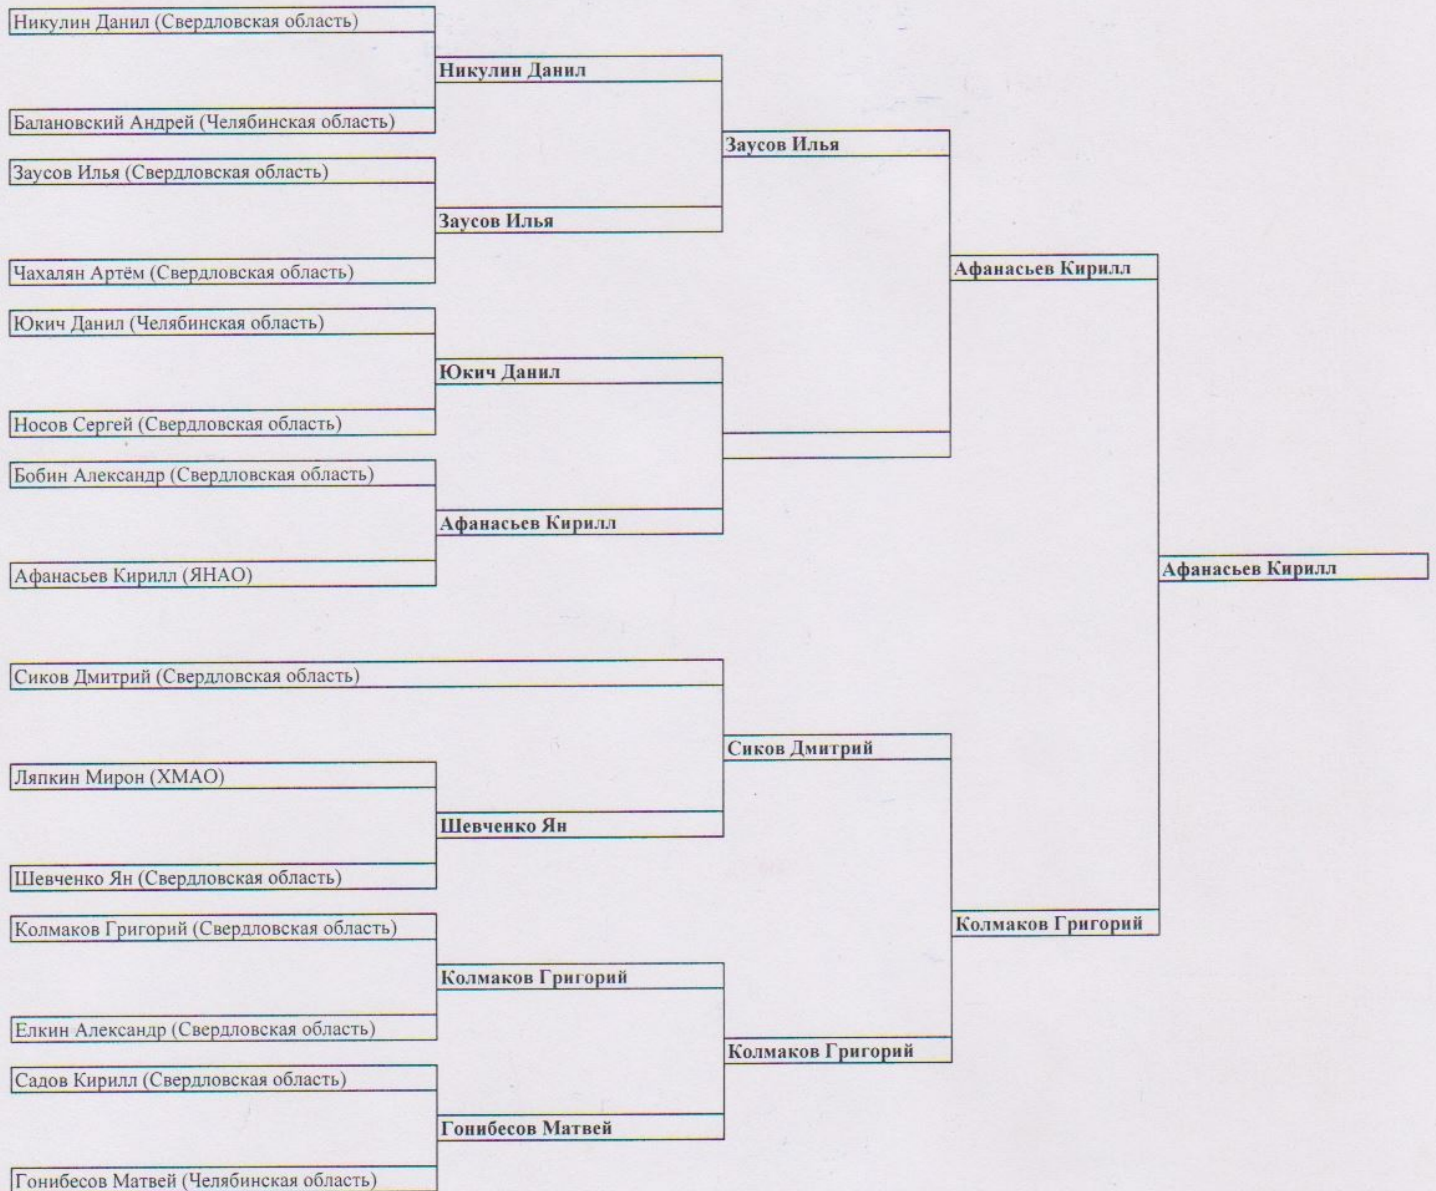 Никулин Данил (Свердловская область)
Никулин Данил
Балановский Андрей (Челябинская область)
Заусов Илья
Заусов Илья (Свердловская область)
Заусов Илья
Чахалян Артём (Свердловская область)
Афанасьев Кирилл
Юкич Данил (Челябинская область)
Юкич Данил
Носов Сергей (Свердловская область)
Бобин Александр (Свердловская область)
Афанасьев Кирилл
Афанасьев Кирилл (ЯНАО)
Афанасьев Кирилл
Сиков Дмитрий (Свердловская область)
Сиков Дмитрий
Ляпкин Мирон (ХМАО)
Шевченко Ян
Шевченко Ян (Свердловская область)
Колмаков Григорий (Свердловская область)
Колмаков Григорий
Колмаков Григорий
Елкин Александр (Свердловская область)
Колмаков Григорий
Садов Кирилл (Свердловская область)
Гонибесов Матвей
Гонибесов Матвей (Челябинская область)